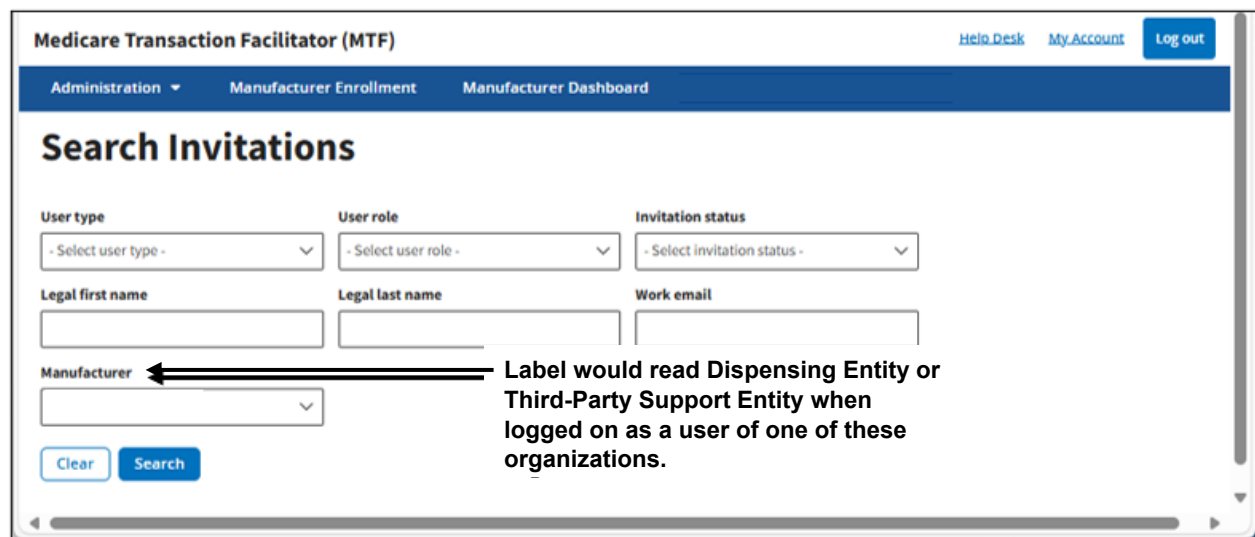 Medicare Transaction Facilitator (MTF)
Help Desk My Account Log out
Administration Manufacturer Enrollment Manufacturer Dashboard
Search Invitations
User type User role Invitation status
- Select user type - - Select user role - - Select invitation status -
Legal first name Legal last name Work email
Manufacturer
Label would read Dispensing Entity or
Third-Party Support Entity when
logged on as a user of one of these
organizations.
Clear Search